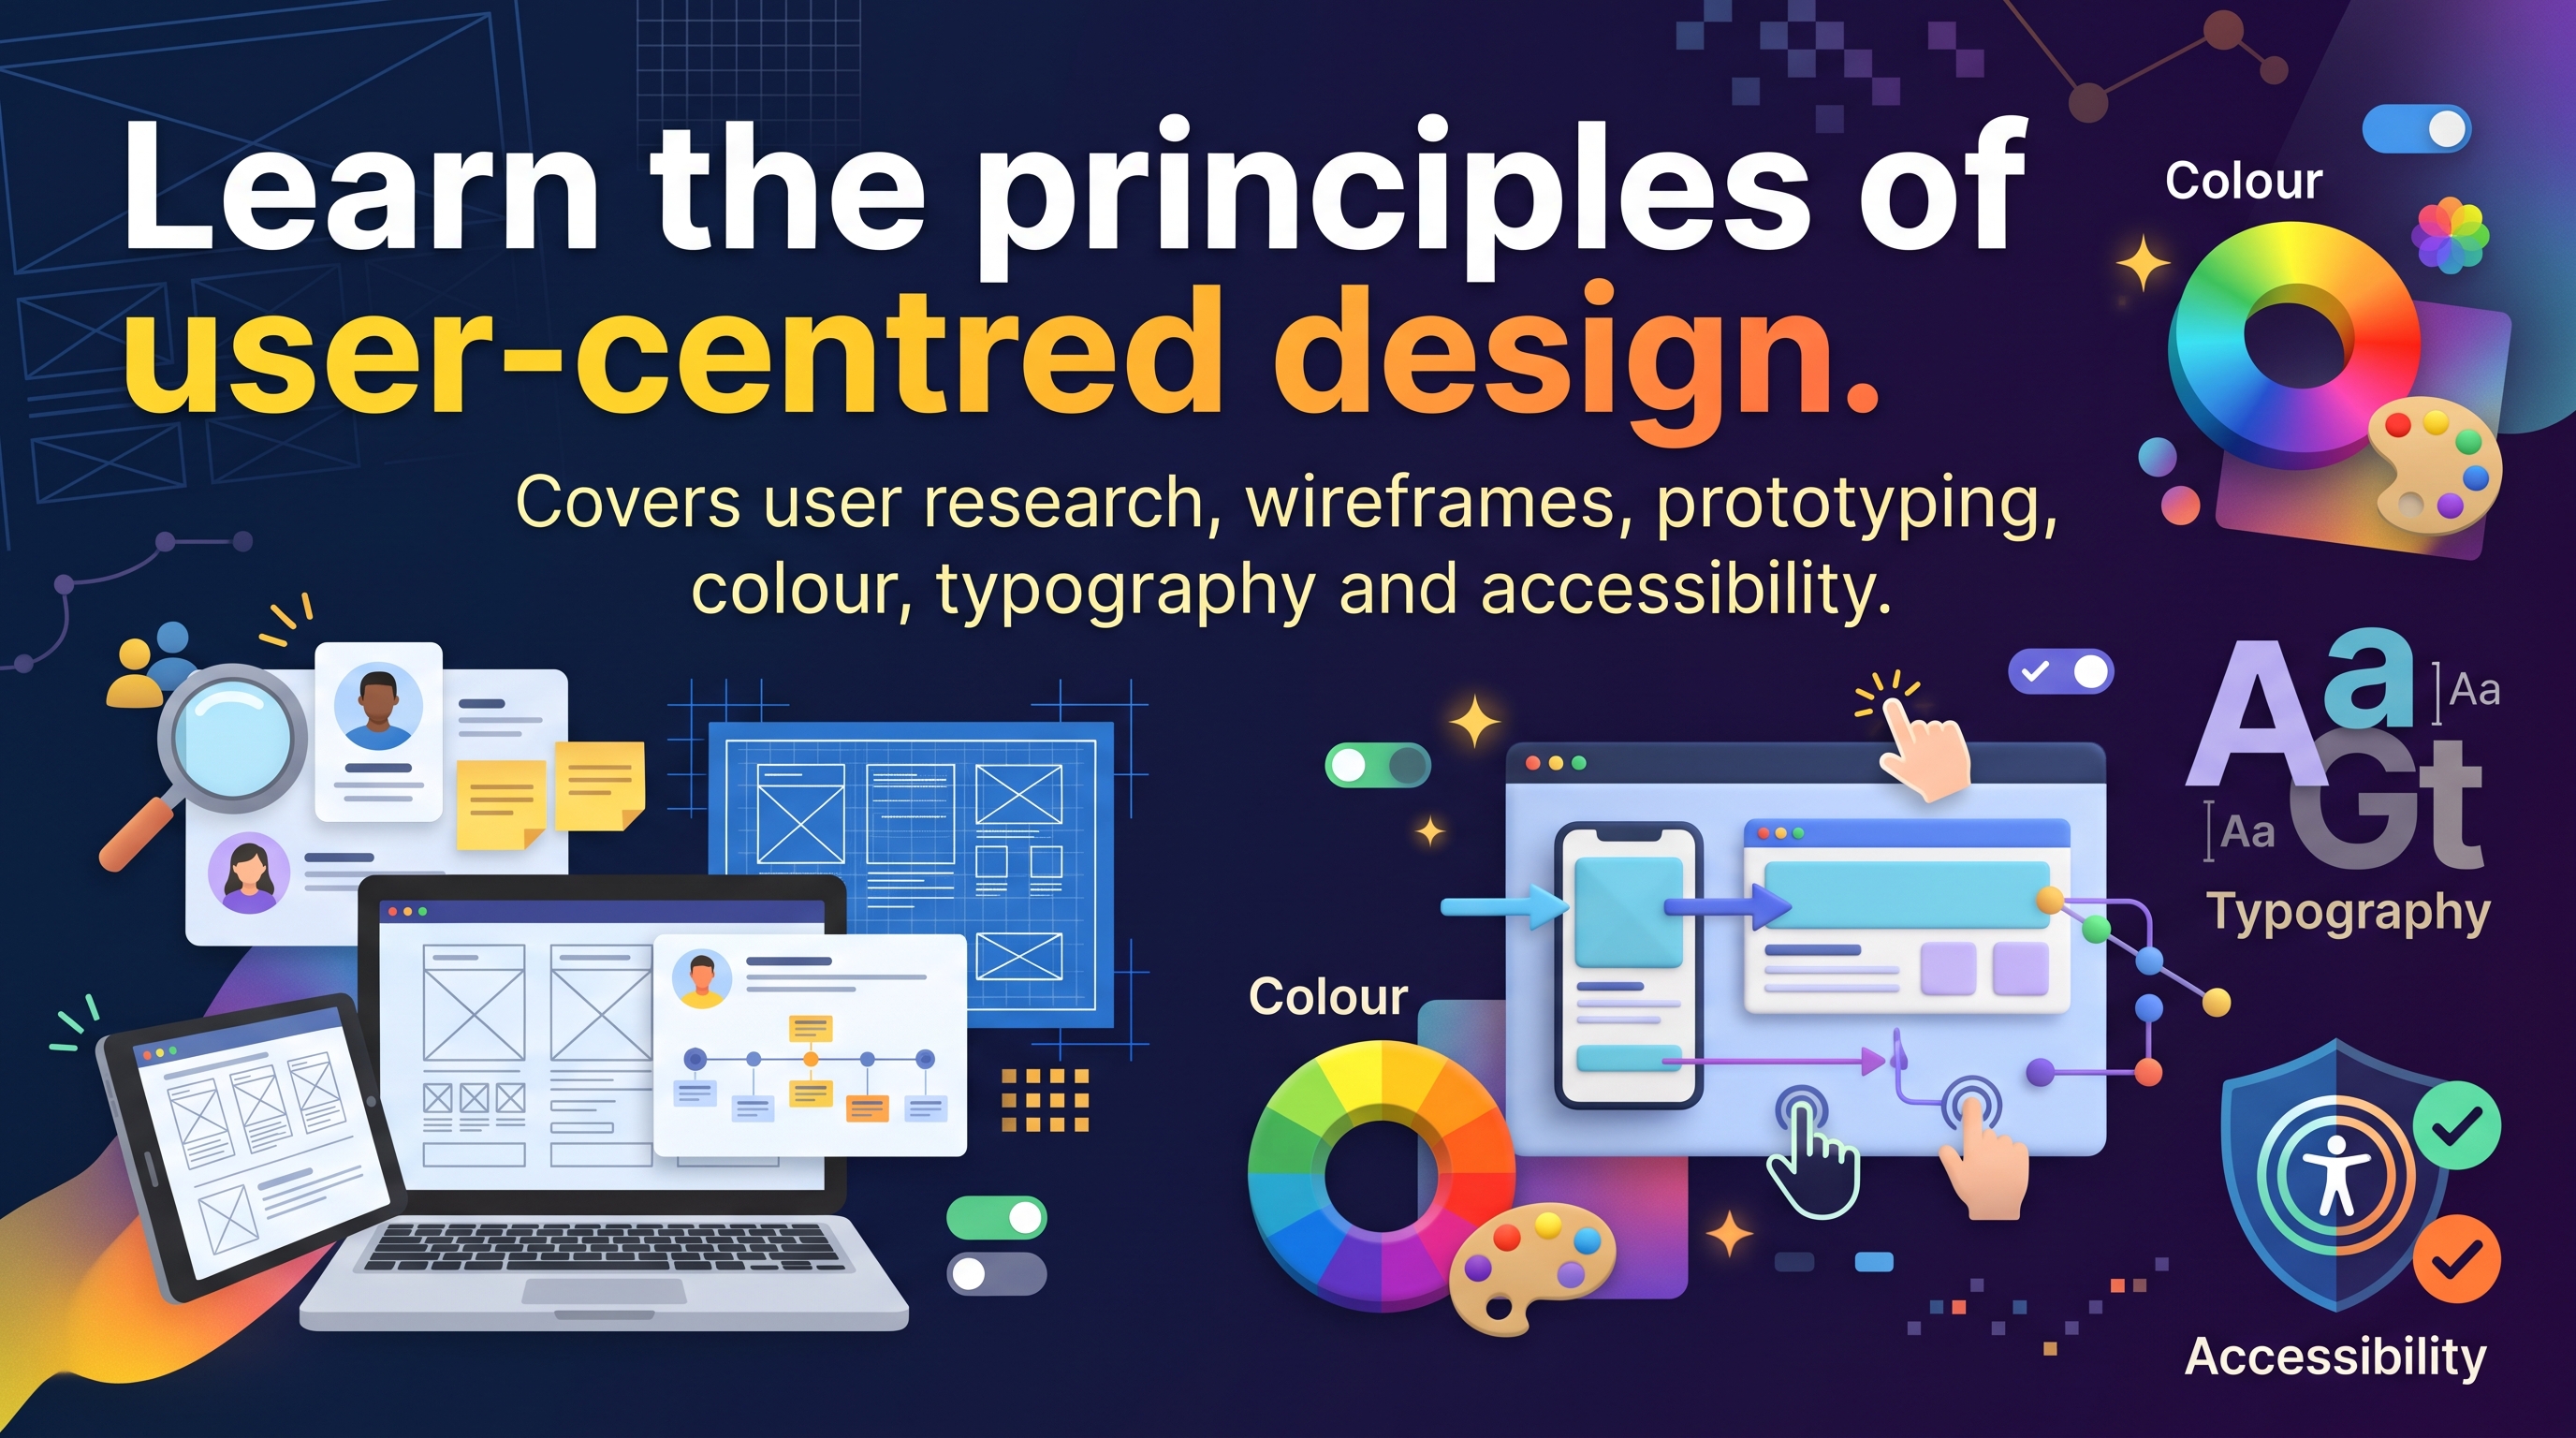 Learn the principles of
user-centred design.
Covers user research, wireframes, prototyping,
colour, typography and accessibility.
Colour
Aa
Aa
Gt
Aa
Typography
Colour
Accessibility